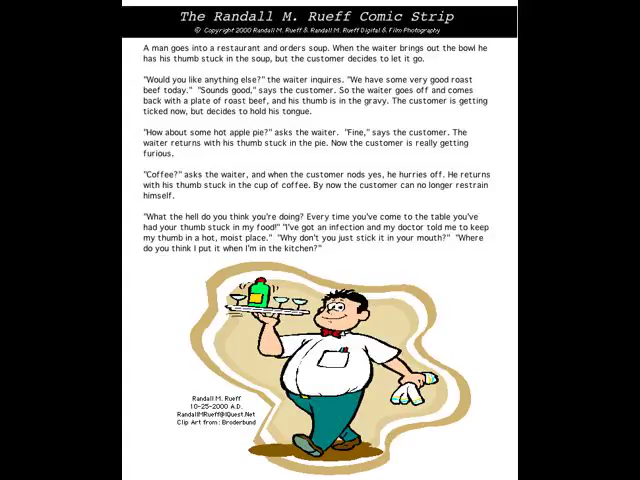 The Randall M. Rueff Comic Strip
© Copyright 2000 Randall M. Rueff & Randall M. Rueff Digital & Film Photography
A man goes into a restaurant and orders soup. When the waiter brings out the bowl he
has his thumb stuck in the soup, but the customer decides to let it go.
"Would you like anything else?" the waiter inquires. "We have some very good roast
beef today." "Sounds good," says the customer. So the waiter goes off and comes
back with a plate of roast beef, and his thumb is in the gravy. The customer is getting
ticked now, but decides to hold his tongue.
"How about some hot apple pie?" asks the waiter. "Fine," says the customer. The
waiter returns with his thumb stuck in the pie. Now the customer is really getting
furious.
"Coffee?" asks the waiter, and when the customer nods yes, he hurries off. He returns
with his thumb stuck in the cup of coffee. By now the customer can no longer restrain
himself.
"What the hell do you think you're doing? Every time you've come to the table you've
had your thumb stuck in my food!" "I've got an infection and my doctor told me to keep
my thumb in a hot, moist place." "Why don't you just stick it in your mouth?" "Where
do you think I put it when I'm in the kitchen?"
Randall M. Rueff
10-25-2000 A.D.
RandallMRueff@IQuest.Net
Clip Art from: Broderbund